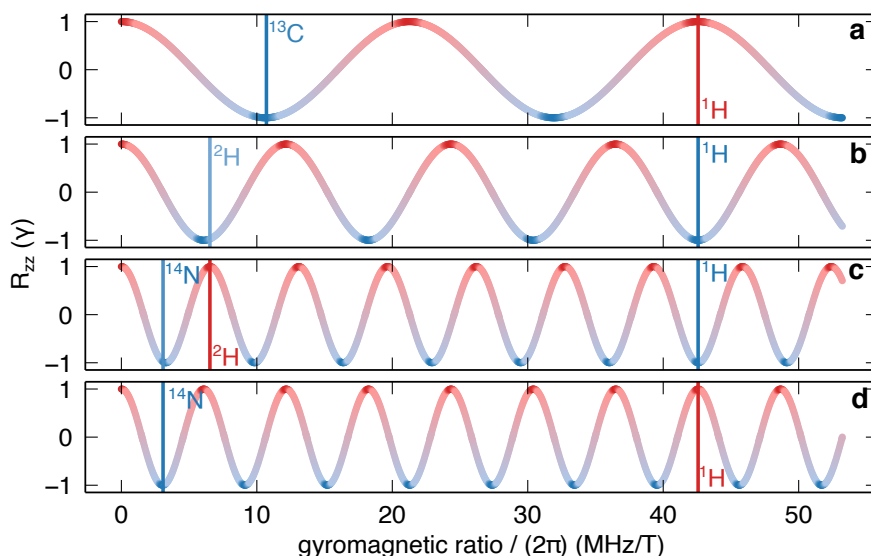 1
0
−1
¹³C
¹H
a
1
0
−1
²H
¹H
b
1
0
−1
¹⁴N
²H
¹H
c
1
0
−1
¹⁴N
¹H
d
R_zz (γ)
0 10 20 30 40 50
gyromagnetic ratio / (2π) (MHz/T)